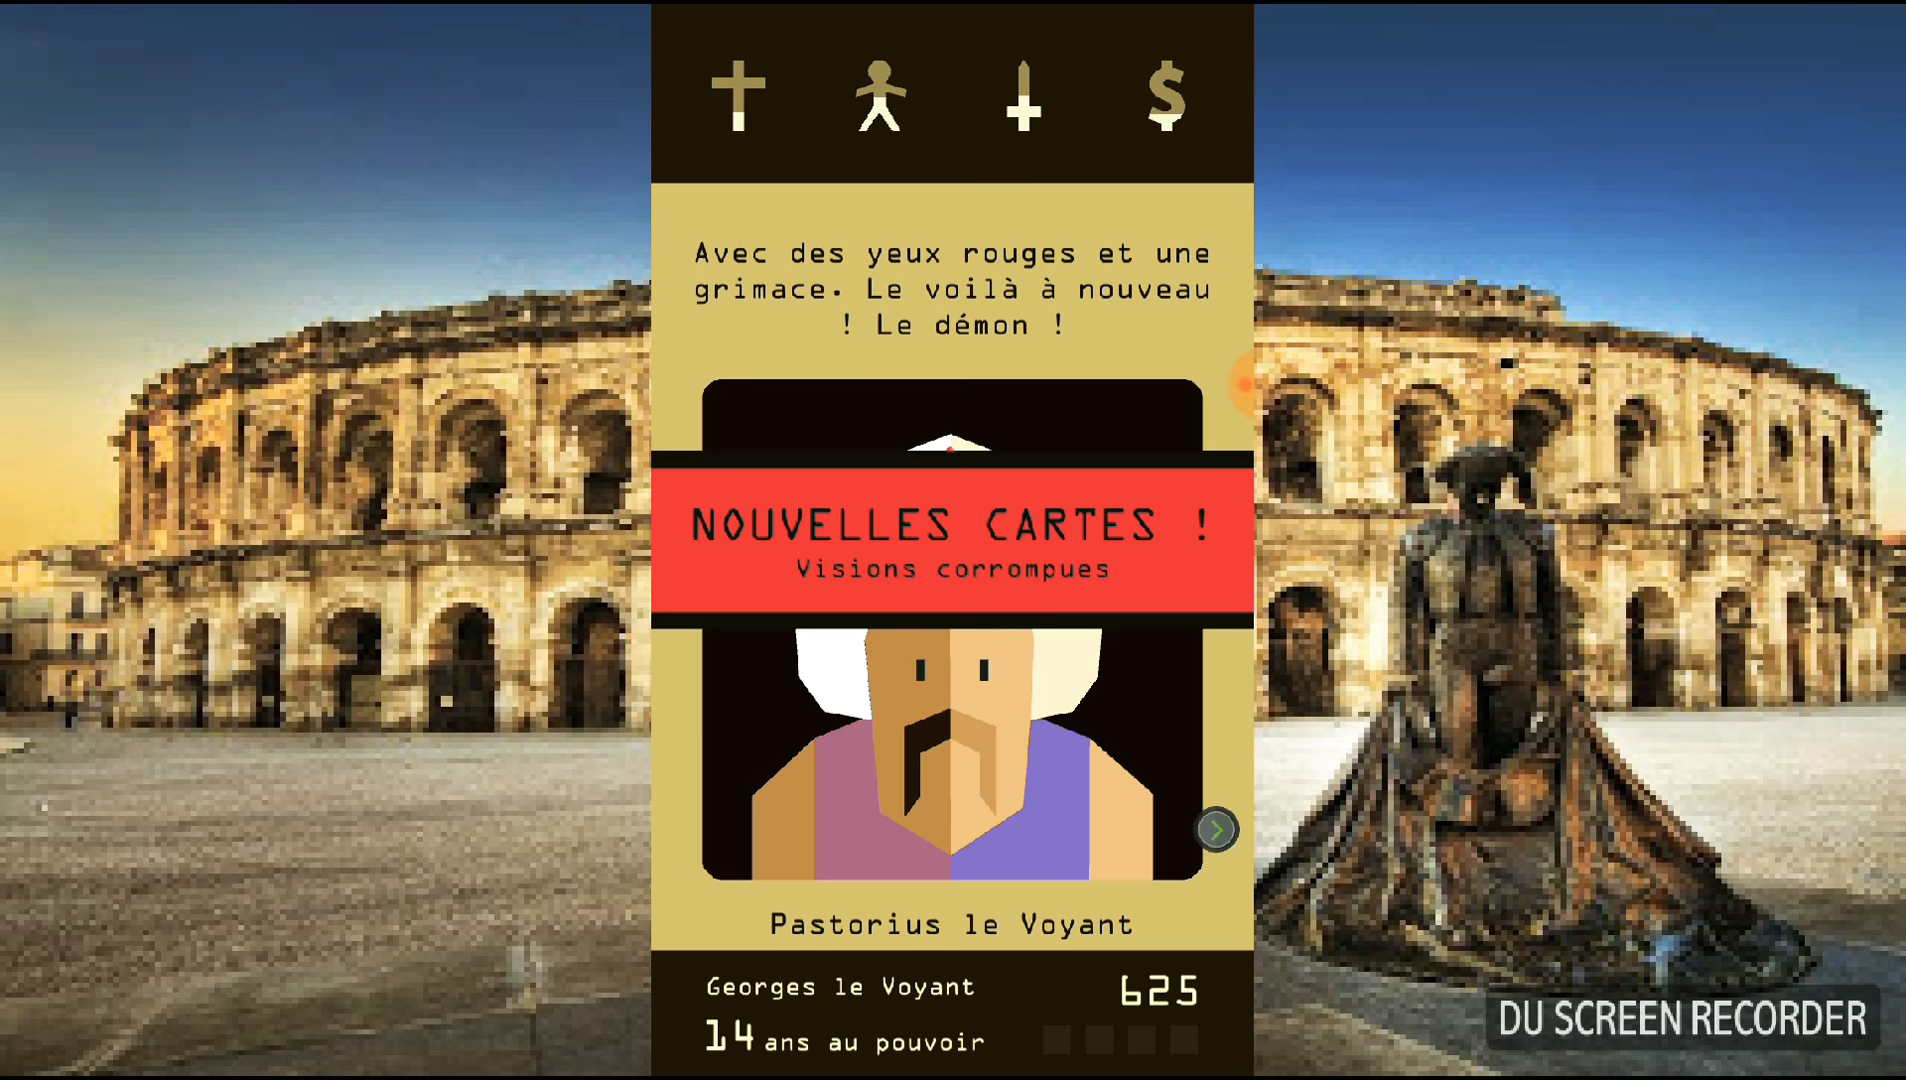 Avec des yeux rouges et une
grimace. Le voilà à nouveau
! Le démon !
NOUVELLES CARTES !
Visions corrompues
Pastorius le Voyant
Georges le Voyant
625
14 ans au pouvoir
DU SCREEN RECORDER